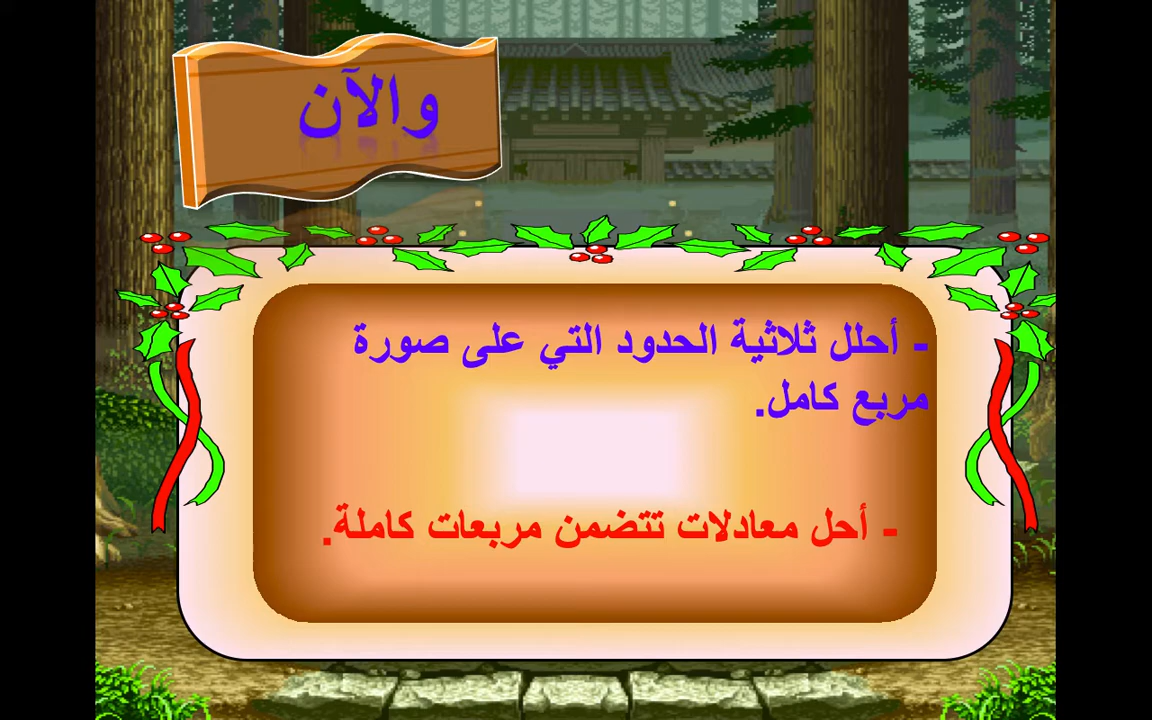 والآن
- أحلل ثلاثية الحدود التي على صورة
مربع كامل.
- أحل معادلات تتضمن مربعات كاملة.